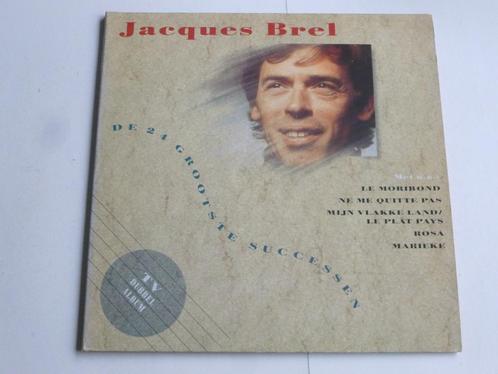 Jacques Brel
DE 24 GROOTSTE SUCCESSEN
Met o.a.:
LE MORIBOND
NE ME QUITTE PAS
MIJN VLAKKE LAND/
LE PLAT PAYS
ROSA
MARIEKE
TV
DUBBEL
ALBUM